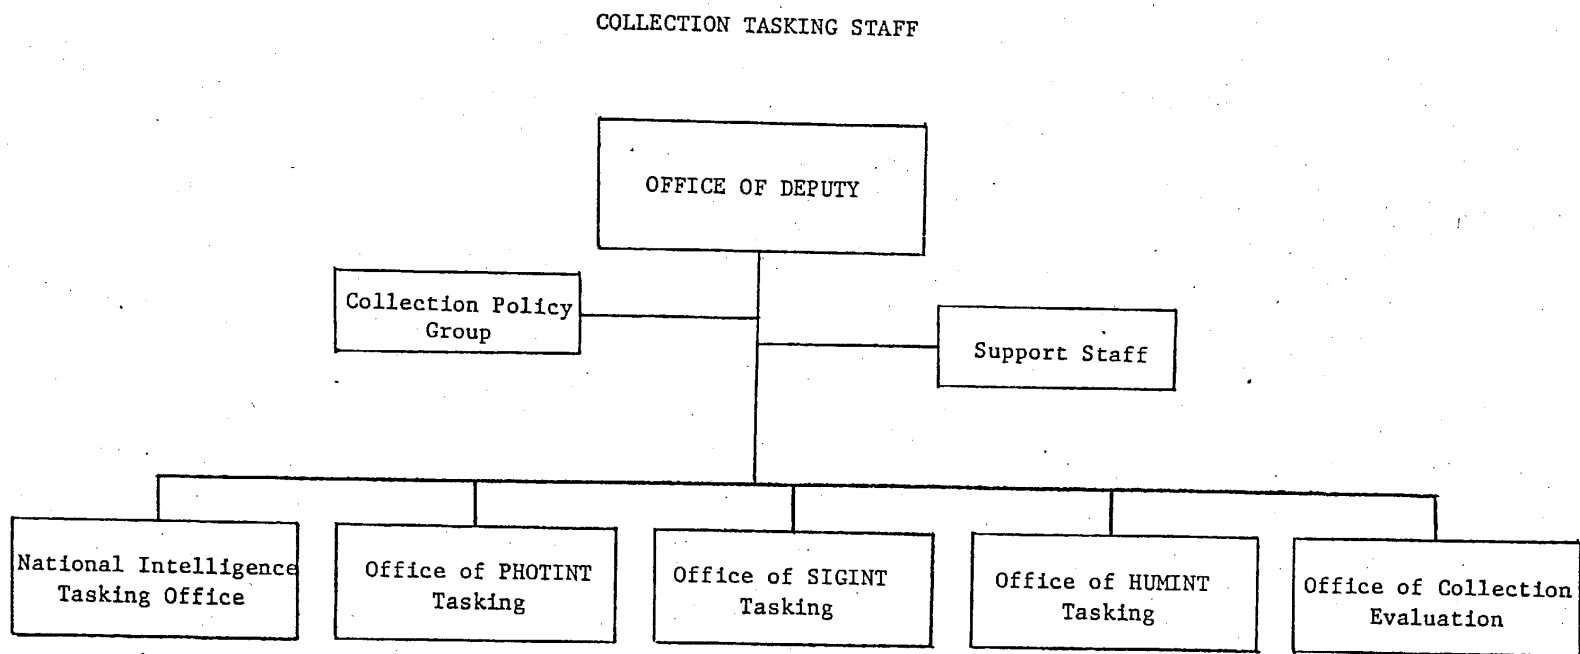 COLLECTION TASKING STAFF
OFFICE OF DEPUTY
Collection Policy
Group
Support Staff
National Intelligence
Tasking Office
Office of PHOTINT
Tasking
Office of SIGINT
Tasking
Office of HUMINT
Tasking
Office of Collection
Evaluation